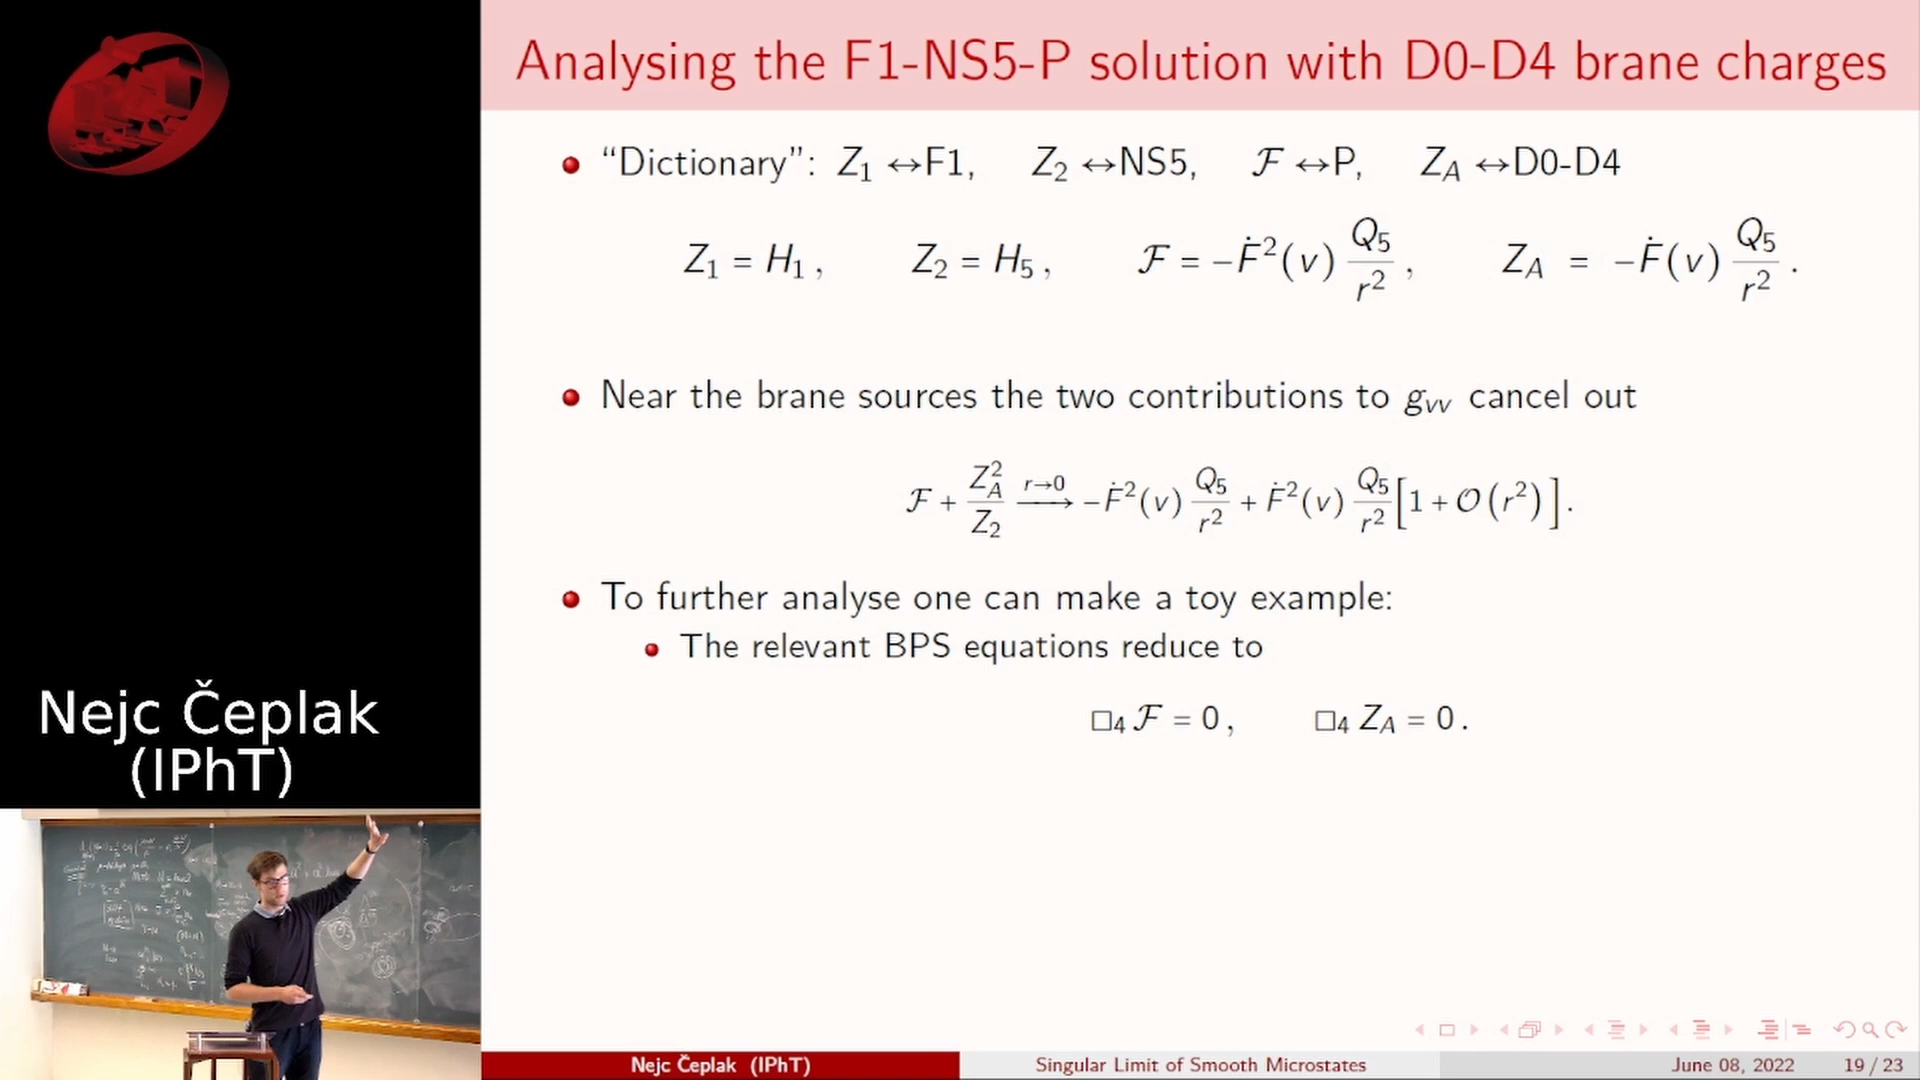 Analysing the F1-NS5-P solution with D0-D4 brane charges
• “Dictionary”: Z₁ ↔F1, Z₂ ↔NS5, ℱ ↔P, Z_A ↔D0-D4
Z₁ = H₁ , Z₂ = H₅ , ℱ = −Ḟ²(v) Q₅/r² , Z_A = −Ḟ(v) Q₅/r² .
• Near the brane sources the two contributions to g_vv cancel out
ℱ + Z_A²/Z₂ —r→0→ −Ḟ²(v) Q₅/r² + Ḟ²(v) Q₅/r² [1 + 𝒪(r²)] .
• To further analyse one can make a toy example:
• The relevant BPS equations reduce to
□₄ ℱ = 0 , □₄ Z_A = 0 .
Nejc Čeplak
(IPhT)
Nejc Čeplak (IPhT) Singular Limit of Smooth Microstates June 08, 2022 19 / 23